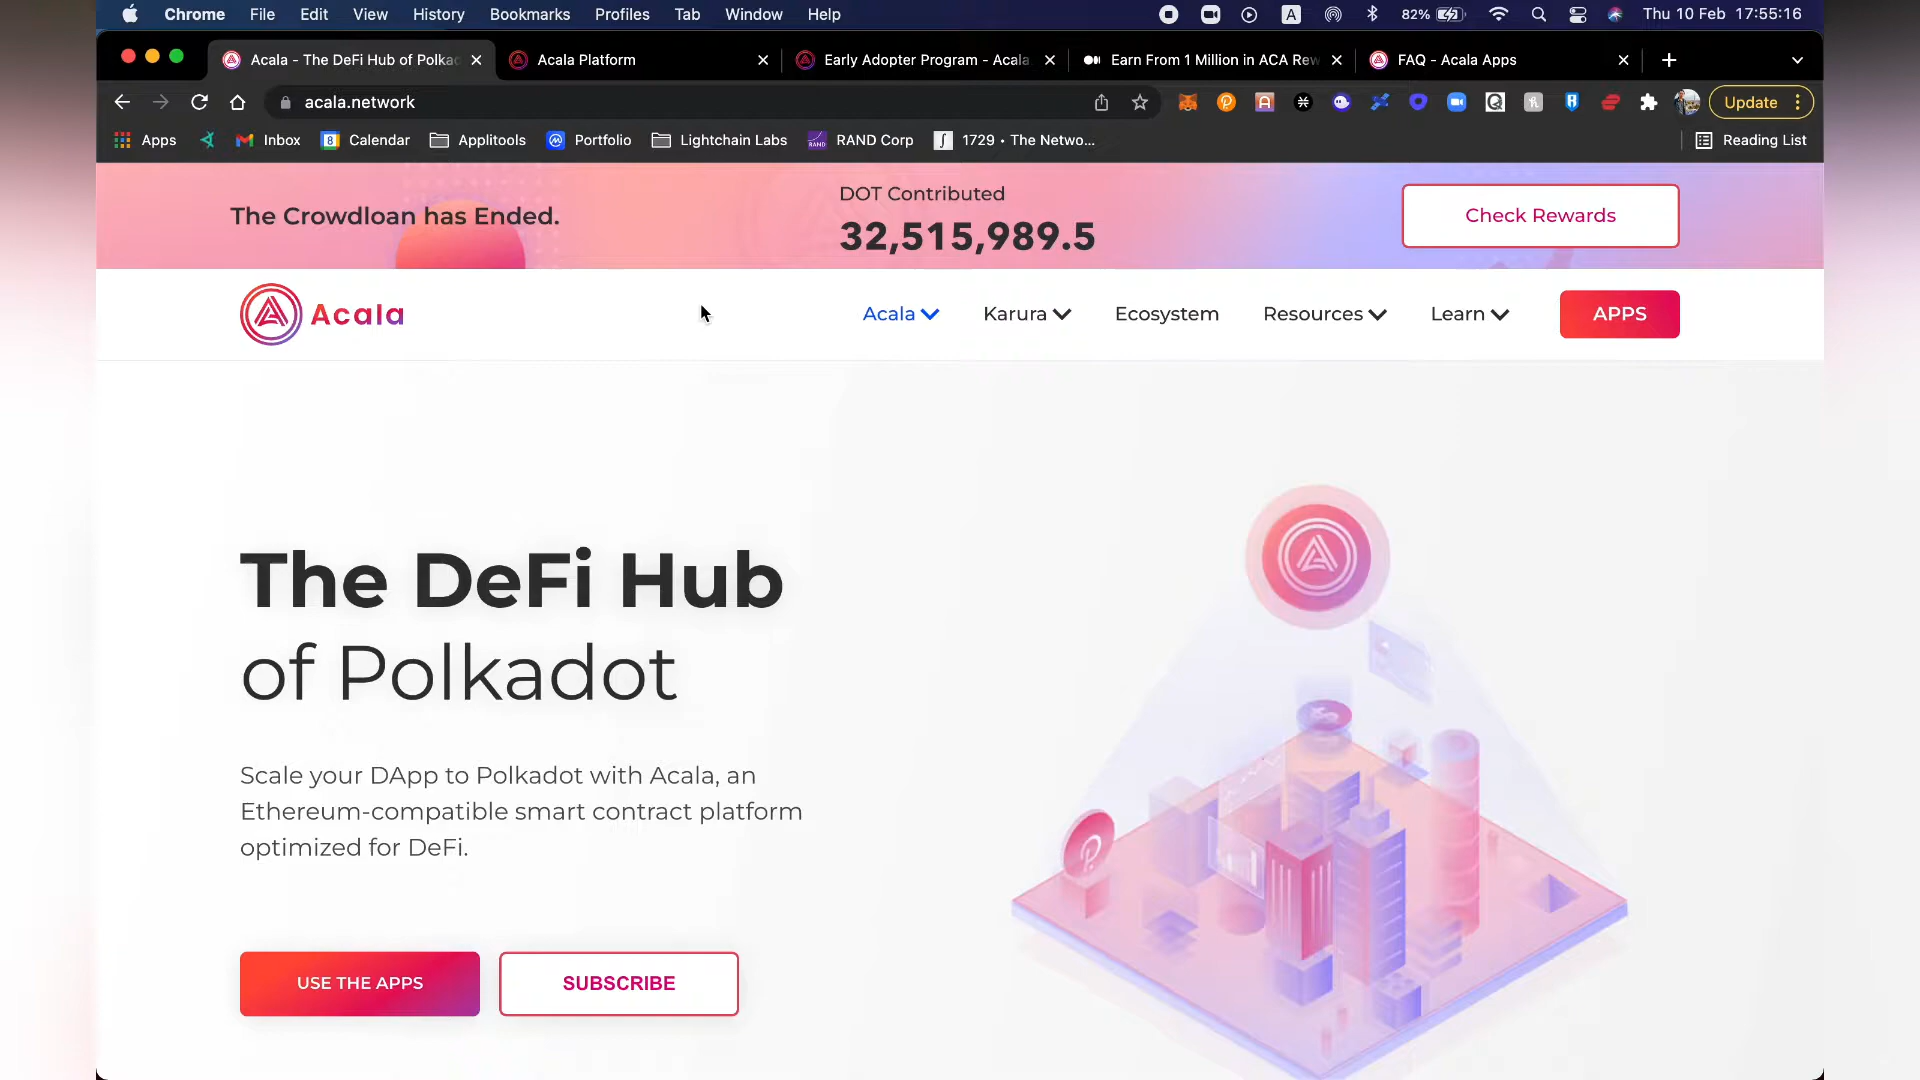 Chrome File Edit View History Bookmarks Profiles Tab Window Help A 82% Thu 10 Feb 17:55:16
Acala - The DeFi Hub of Polkac Acala Platform Early Adopter Program - Acala Earn From 1 Million in ACA Rew FAQ - Acala Apps
acala.network Update
Apps Inbox 8 Calendar Applitools Portfolio Lightchain Labs RAND RAND Corp 1729 • The Netwo... Reading List
The Crowdloan has Ended.
DOT Contributed
32,515,989.5
Check Rewards
Acala
Acala Karura Ecosystem Resources Learn APPS
The DeFi Hub
of Polkadot
Scale your DApp to Polkadot with Acala, an
Ethereum-compatible smart contract platform
optimized for DeFi.
USE THE APPS SUBSCRIBE